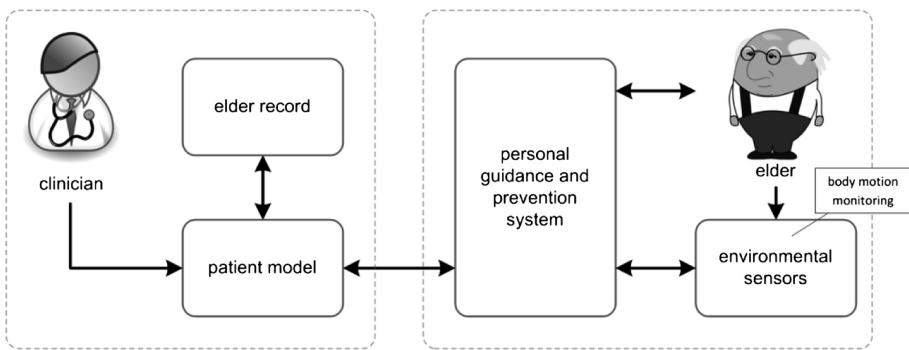 clinician
elder record
patient model
personal
guidance and
prevention
system
elder
body motion
monitoring
environmental
sensors